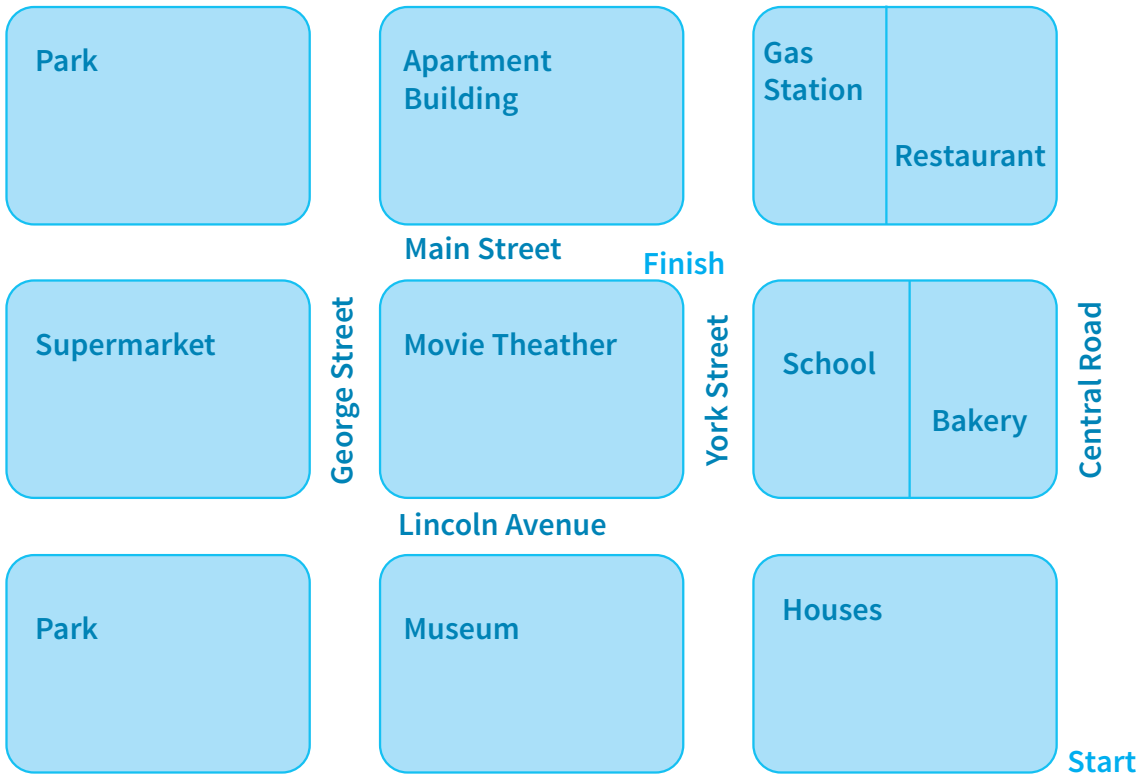 Park
Apartment
Building
Gas
Station
Restaurant
Main Street
Finish
Supermarket
George Street
Movie Theather
York Street
School
Bakery
Central Road
Lincoln Avenue
Park
Museum
Houses
Start